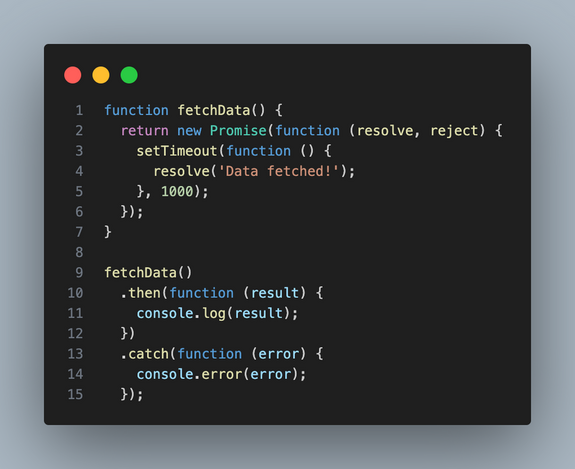 1 function fetchData() {
2   return new Promise(function (resolve, reject) {
3     setTimeout(function () {
4       resolve('Data fetched!');
5     }, 1000);
6   });
7 }
8
9 fetchData()
10   .then(function (result) {
11     console.log(result);
12   })
13   .catch(function (error) {
14     console.error(error);
15   });